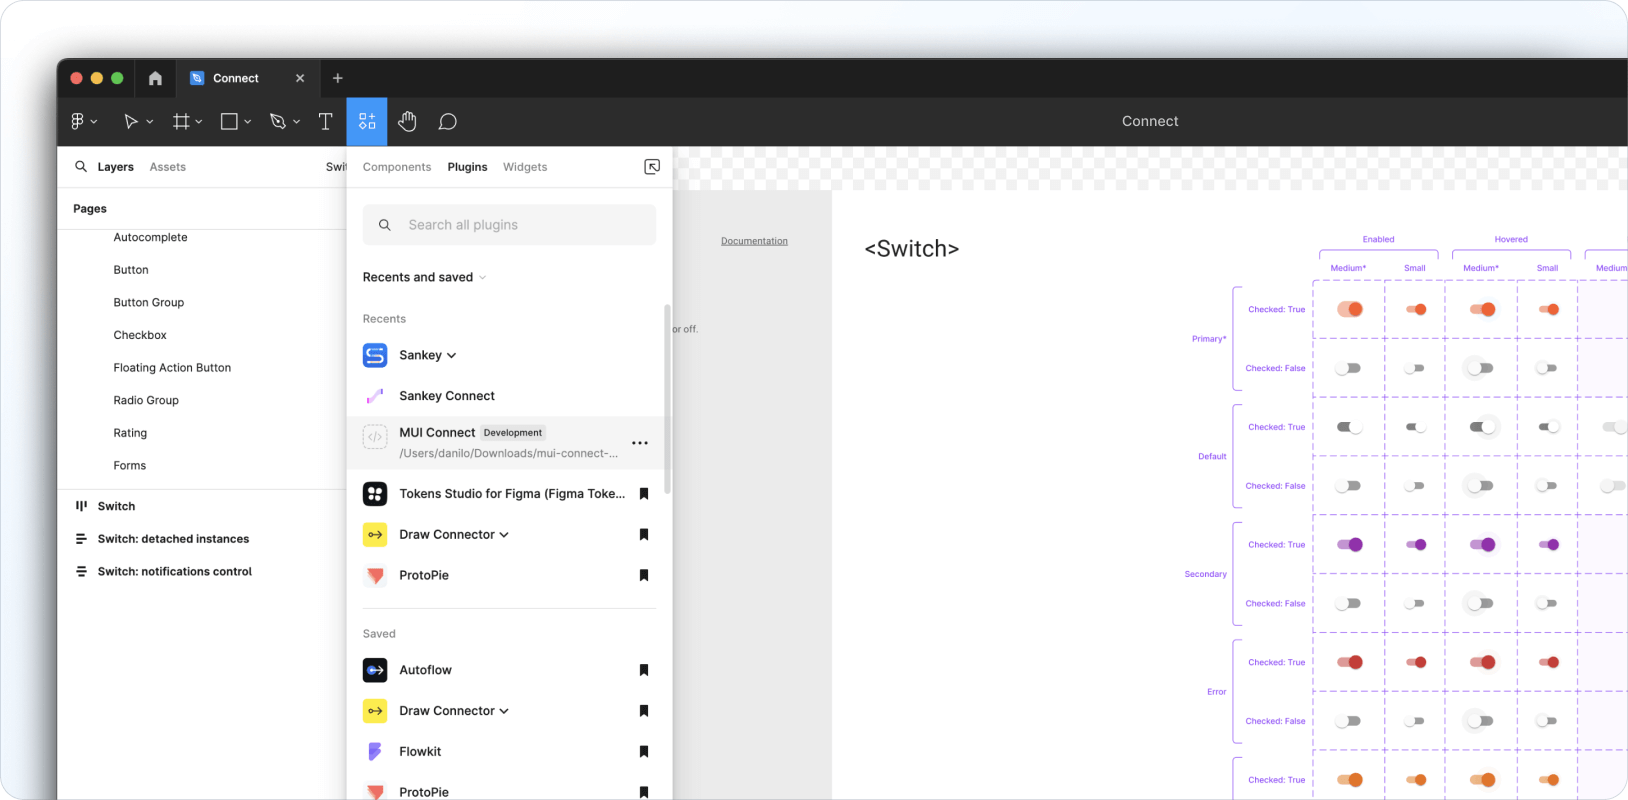 Connect
Connect
Layers
Assets
Swit
Pages
Autocomplete
Button
Button Group
Checkbox
Floating Action Button
Radio Group
Rating
Forms
Switch
Switch: detached instances
Switch: notifications control
Components
Plugins
Widgets
Search all plugins
Recents and saved
Recents
Sankey
Sankey Connect
MUI Connect Development
/Users/danilo/Downloads/mui-connect-...
Tokens Studio for Figma (Figma Toke...
Draw Connector
ProtoPie
Saved
Autoflow
Draw Connector
Flowkit
ProtoPie
Documentation
or off.
<Switch>
Enabled
Hovered
Medium*
Small
Medium*
Small
Medium
Primary*
Checked: True
Checked: False
Default
Checked: True
Checked: False
Secondary
Checked: True
Checked: False
Error
Checked: True
Checked: False
Checked: True